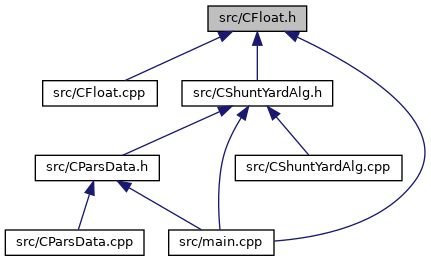 src/CFloat.h
src/CFloat.cpp
src/CShuntYardAlg.h
src/CParsData.h
src/CShuntYardAlg.cpp
src/CParsData.cpp
src/main.cpp